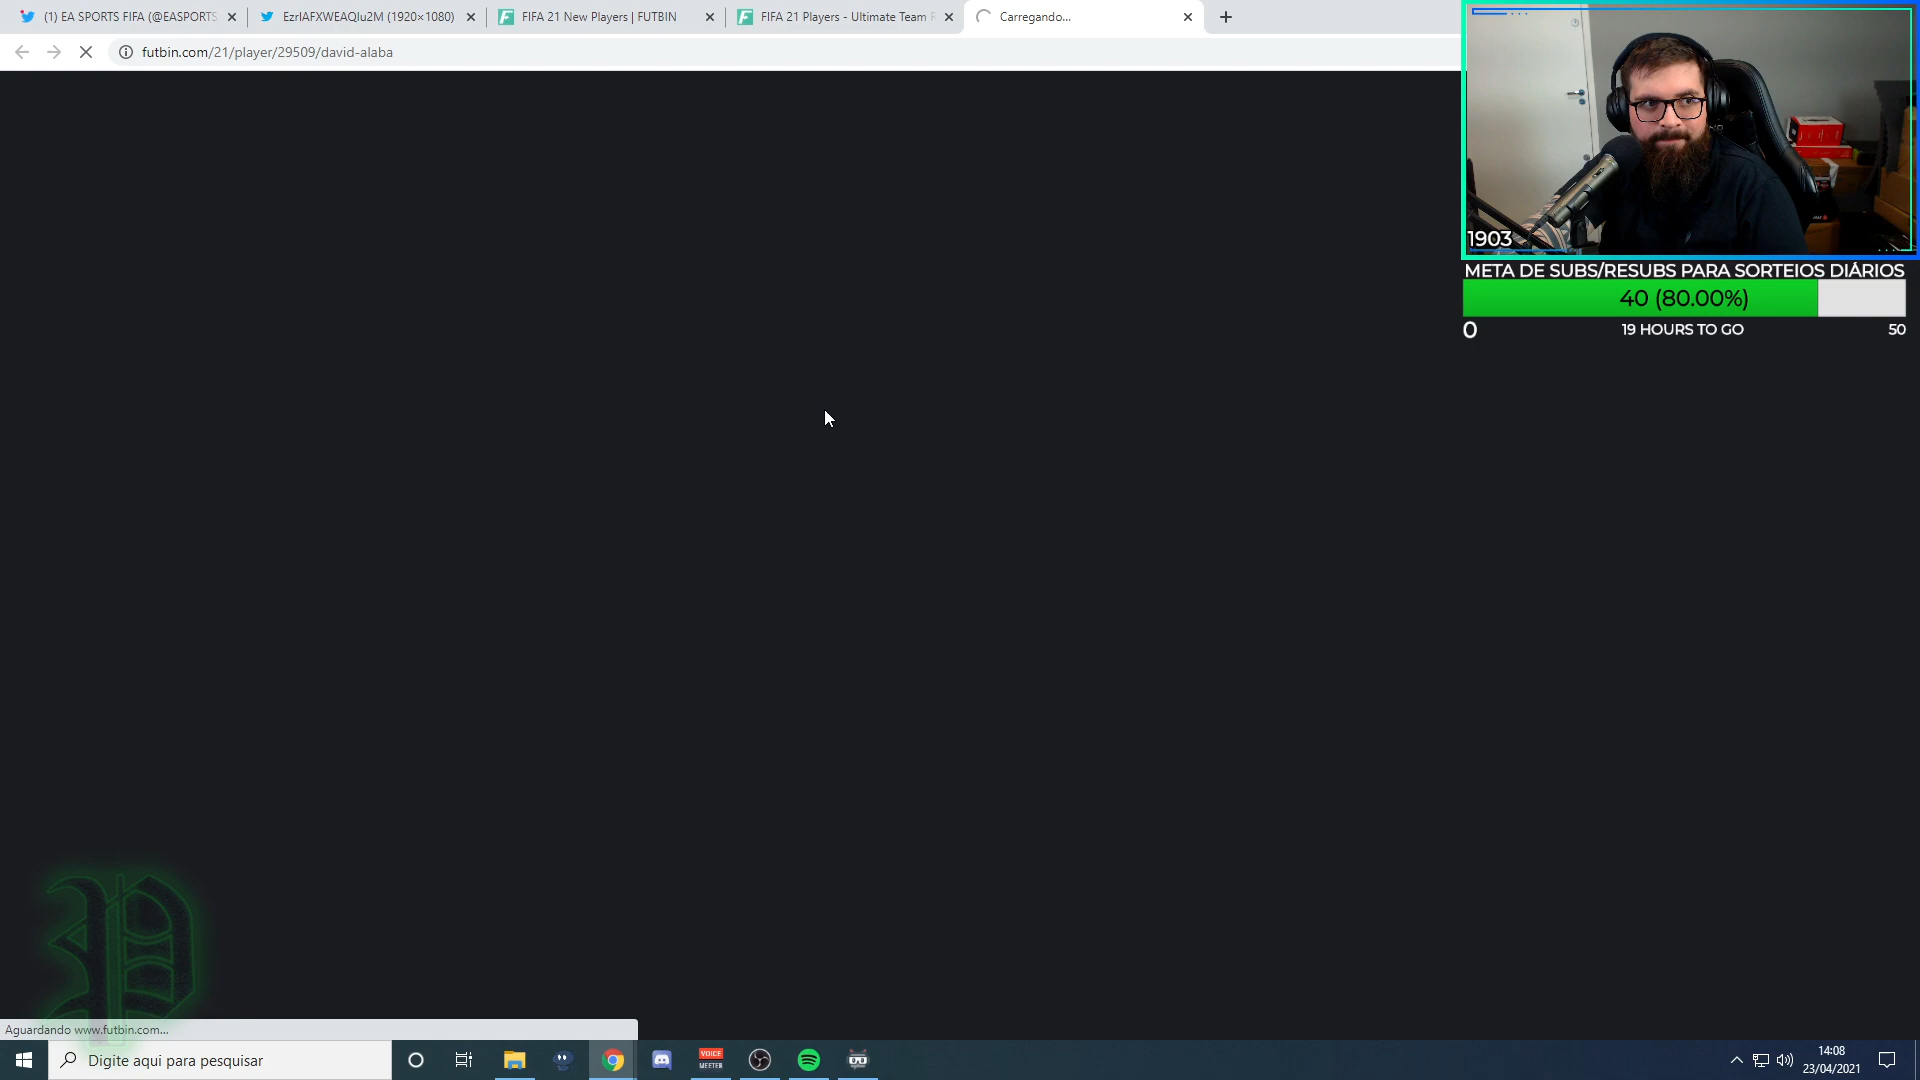 (1) EA SPORTS FIFA (@EASPORTS
EzrIAFXWEAQIu2M (1920×1080)
FIFA 21 New Players | FUTBIN
FIFA 21 Players - Ultimate Team
Carregando...
futbin.com/21/player/29509/david-alaba
1903
META DE SUBS/RESUBS PARA SORTEIOS DIÁRIOS
40 (80.00%)
0 19 HOURS TO GO 50
P
Aguardando www.futbin.com...
Digite aqui para pesquisar
VOICE
MEETER
14:08
23/04/2021